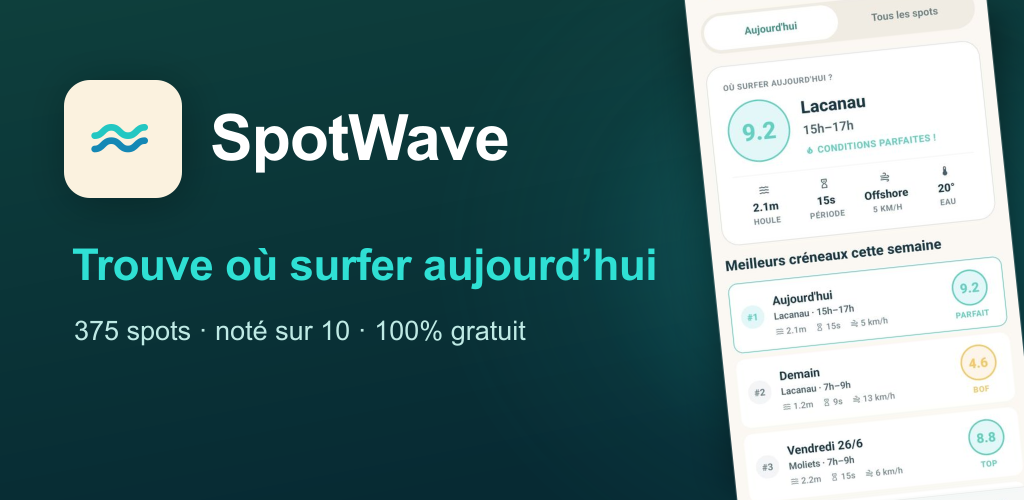 SpotWave
Trouve où surfer aujourd’hui
375 spots · noté sur 10 · 100% gratuit
Aujourd'hui
Tous les spots
OÙ SURFER AUJOURD'HUI ?
9.2
Lacanau
15h–17h
CONDITIONS PARFAITES !
2.1m
HOULE
15s
PÉRIODE
Offshore
5 KM/H
20°
EAU
Meilleurs créneaux cette semaine
#1
Aujourd'hui
Lacanau · 15h–17h
2.1m 15s 5 km/h
9.2
PARFAIT
#2
Demain
Lacanau · 7h–9h
1.2m 9s 13 km/h
4.6
BOF
#3
Vendredi 26/6
Moliets · 7h–9h
2.2m 15s 6 km/h
8.8
TOP